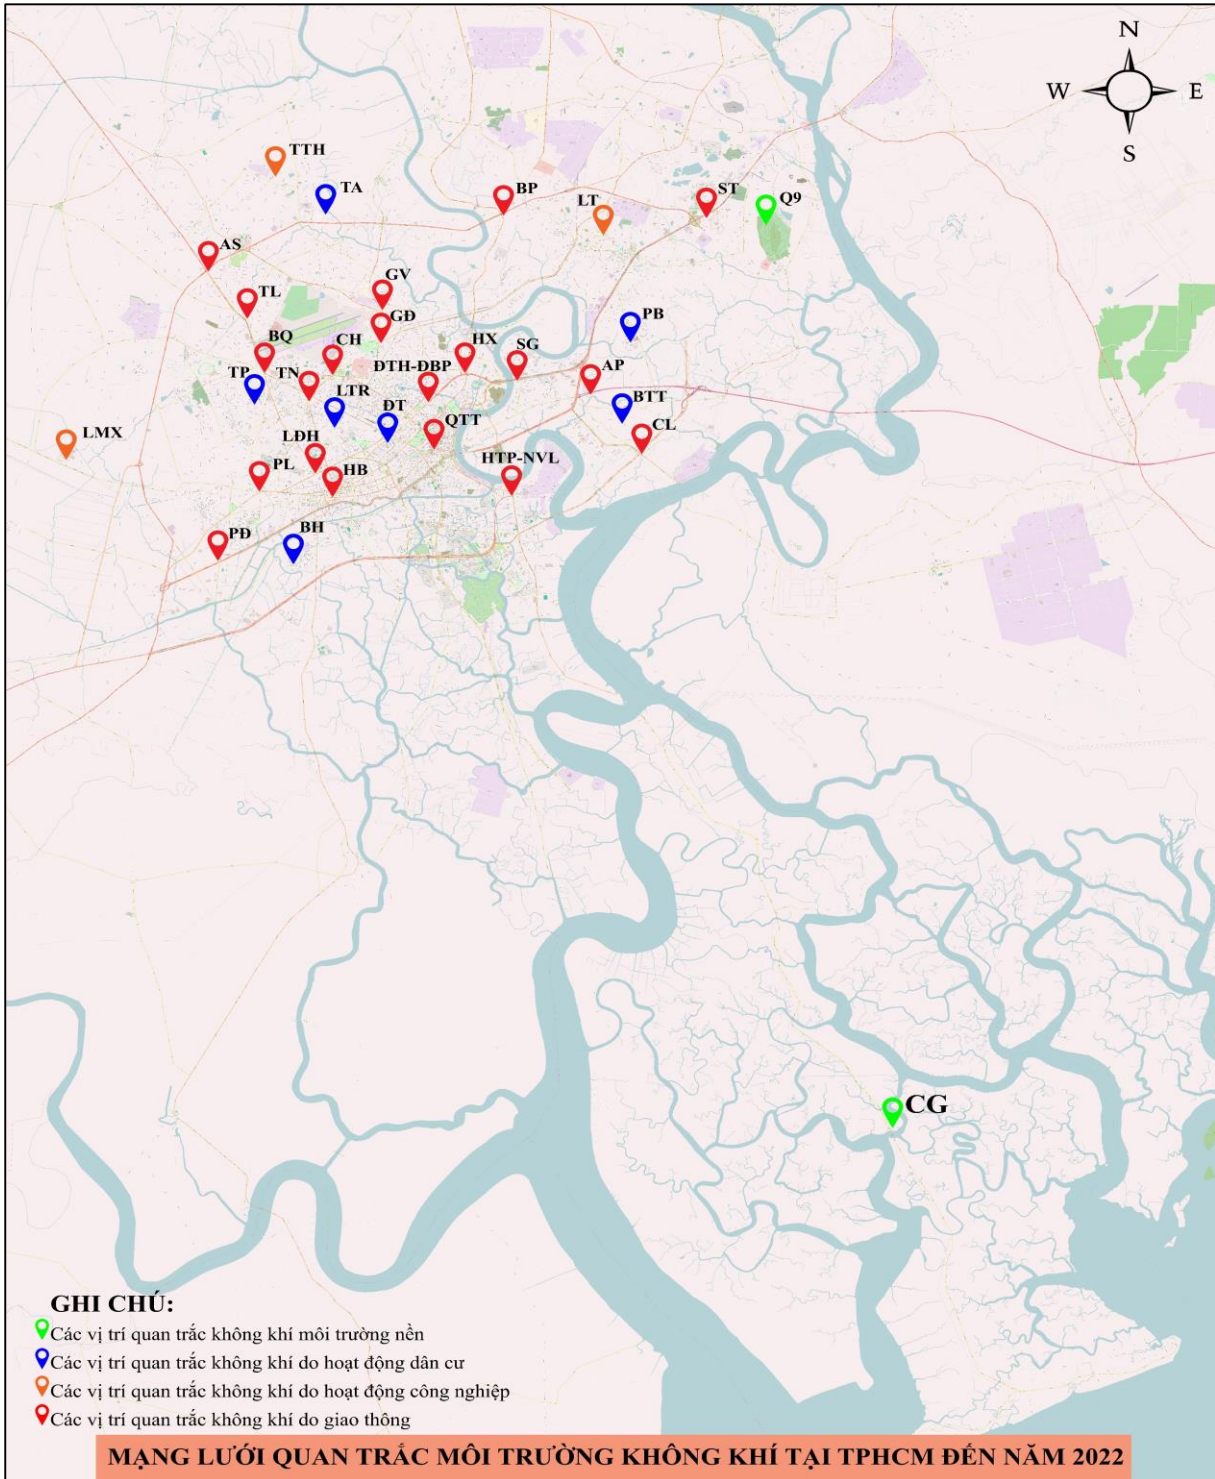 N
W
E
S
TTH
TA
BP
LT
ST
Q9
AS
TL
GV
GĐ
PB
BQ
CH
HX
SG
TP
TN
ĐTH-ĐBP
AP
LTR
ĐT
BTT
QTT
CL
LMX
LĐH
PL
HB
HTP-NVL
PĐ
BH
CG
GHI CHÚ:
Các vị trí quan trắc không khí môi trường nền
Các vị trí quan trắc không khí do hoạt động dân cư
Các vị trí quan trắc không khí do hoạt động công nghiệp
Các vị trí quan trắc không khí do giao thông
MẠNG LƯỚI QUAN TRẮC MÔI TRƯỜNG KHÔNG KHÍ TẠI TPHCM ĐẾN NĂM 2022